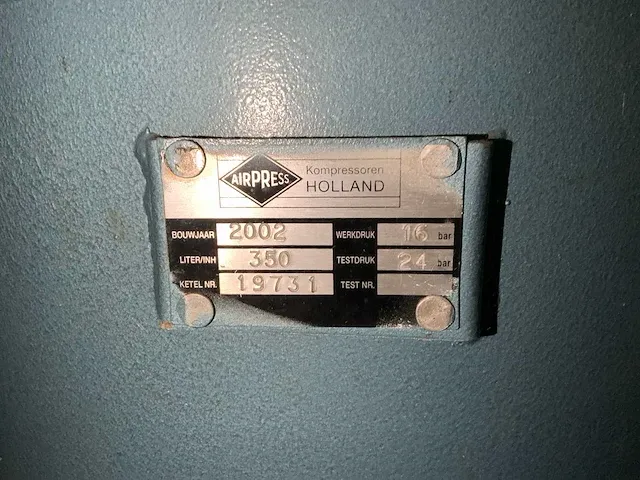 AIRPRESS Kompressoren
HOLLAND
BOUWJAAR 2002 WERKDRUK 16 bar
LITER/INH 350 TESTDRUK 24 bar
KETEL NR. 19731 TEST NR.